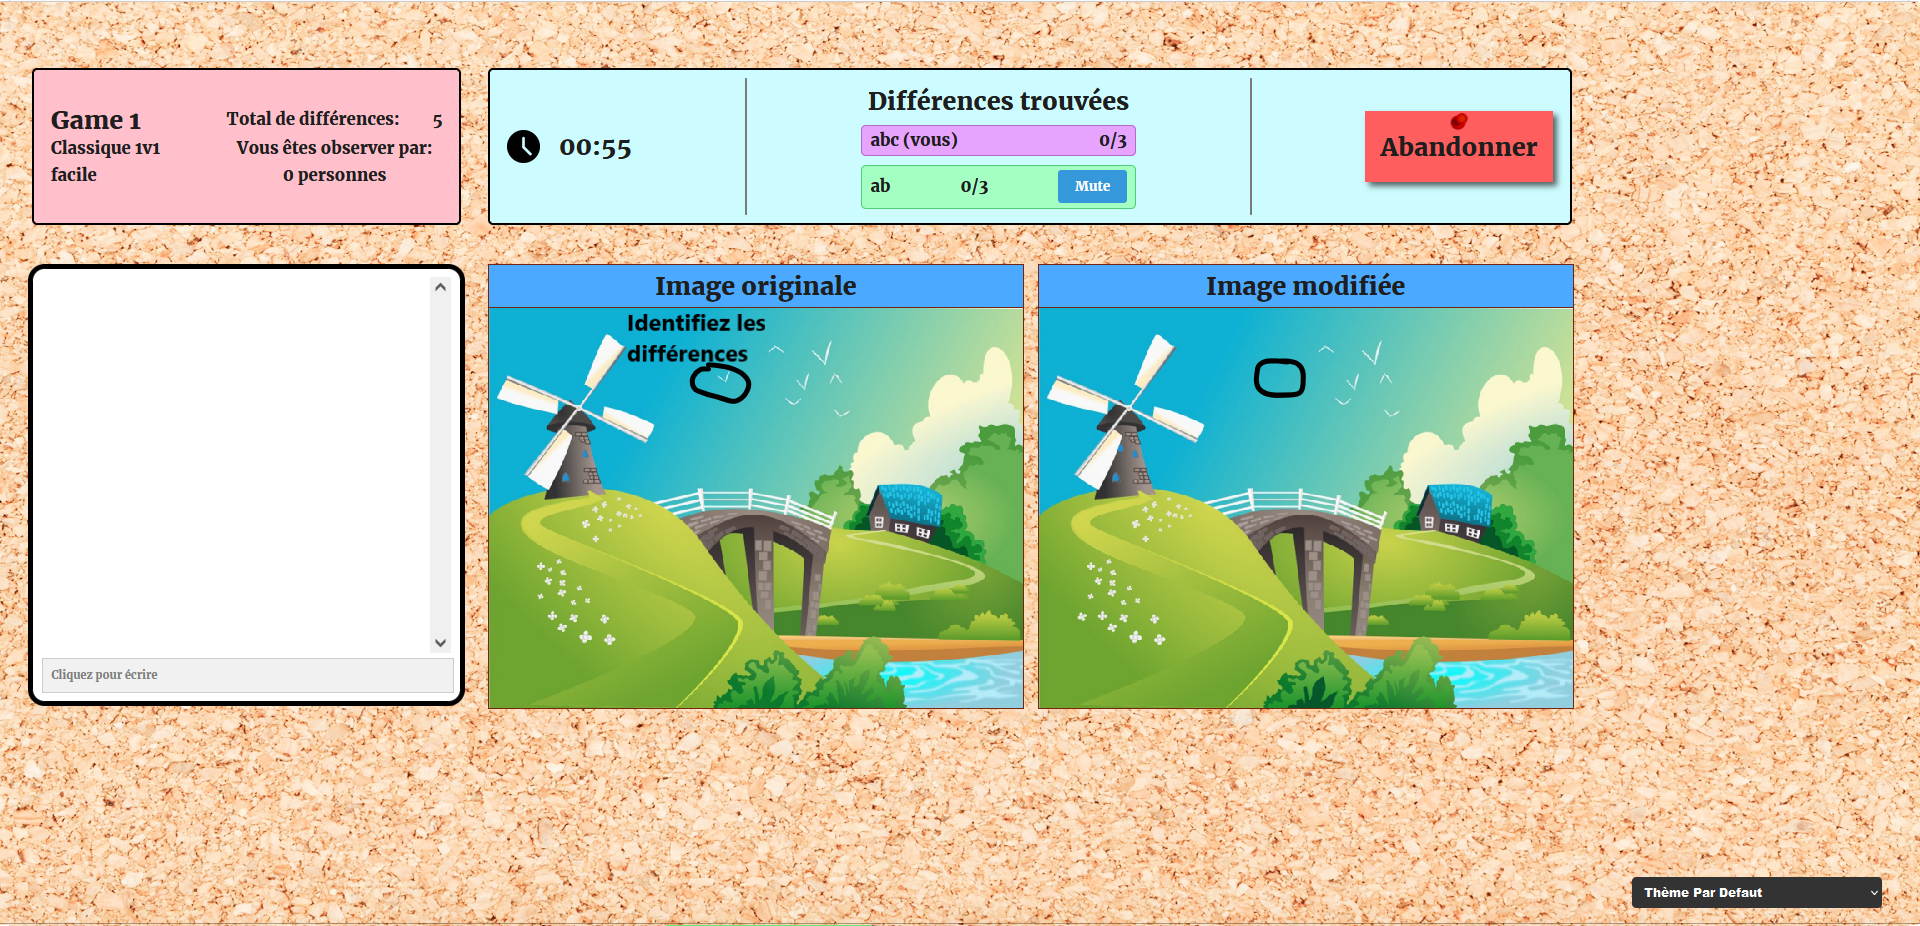 Game 1
Classique 1v1
facile
Total de différences: 5
Vous êtes observer par:
0 personnes
00:55
Différences trouvées
abc (vous) 0/3
ab 0/3 Mute
Abandonner
Cliquez pour écrire
Image originale
Identifiez les
différences
Image modifiée
Thème Par Defaut